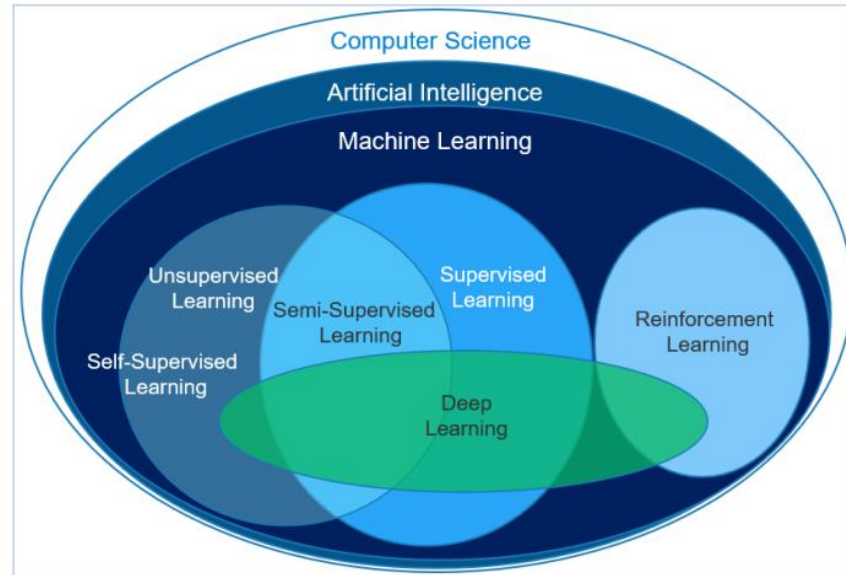 Computer Science
Artificial Intelligence
Machine Learning
Unsupervised
Learning
Supervised
Learning
Semi-Supervised
Learning
Reinforcement
Learning
Self-Supervised
Learning
Deep
Learning